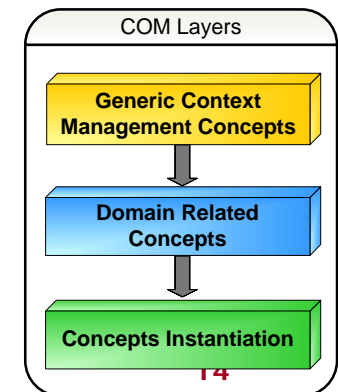 COM Layers
Generic Context
Management Concepts
Domain Related
Concepts
Concepts Instantiation
14